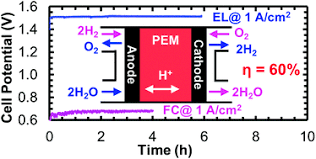 Cell Potential (V)
1.6
1.4
1.2
1.0
0.8
0.6
EL@ 1 A/cm²
2H₂
O₂
2H₂O
Anode
PEM
H⁺
Cathode
O₂
2H₂
2H₂O
η = 60%
FC@ 1 A/cm²
0 2 4 6 8 10
Time (h)